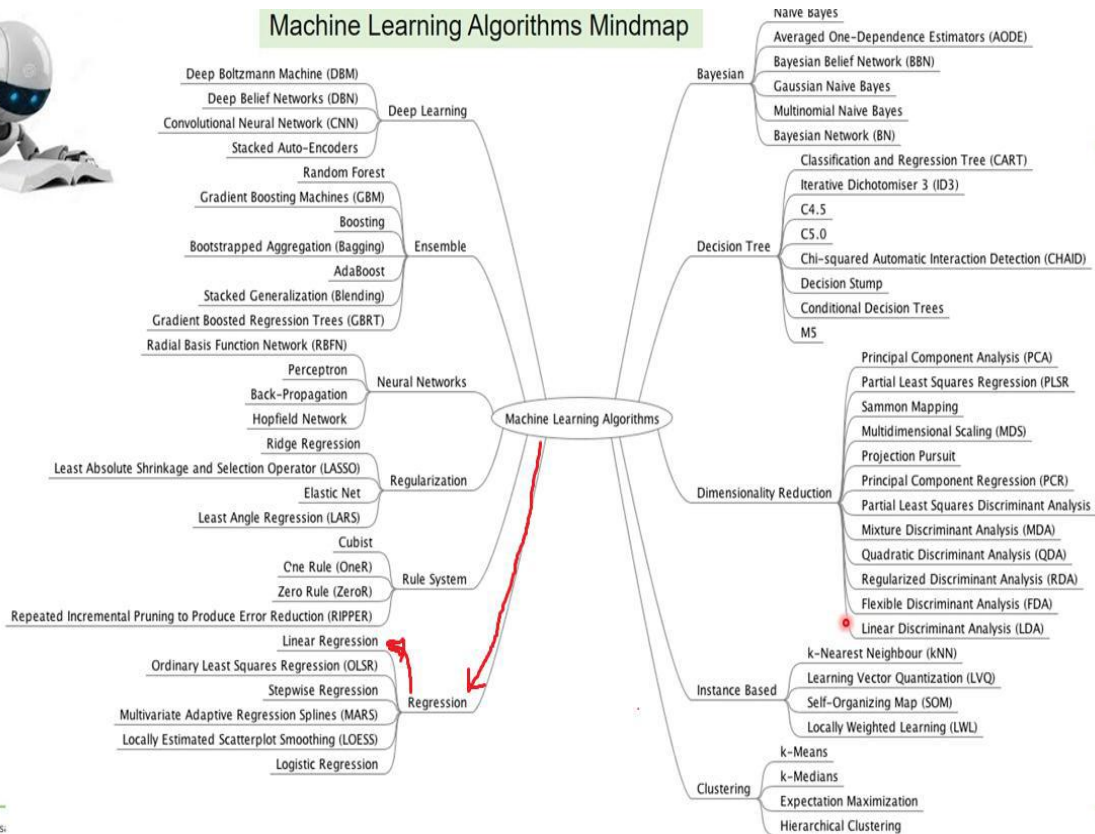 Machine Learning Algorithms Mindmap
Deep Boltzmann Machine (DBM)
Deep Belief Networks (DBN)
Convolutional Neural Network (CNN)
Stacked Auto-Encoders
Deep Learning
Random Forest
Gradient Boosting Machines (GBM)
Boosting
Bootstrapped Aggregation (Bagging)
AdaBoost
Stacked Generalization (Blending)
Gradient Boosted Regression Trees (GBRT)
Ensemble
Radial Basis Function Network (RBFN)
Perceptron
Back-Propagation
Hopfield Network
Neural Networks
Ridge Regression
Least Absolute Shrinkage and Selection Operator (LASSO)
Elastic Net
Least Angle Regression (LARS)
Regularization
Cubist
One Rule (OneR)
Zero Rule (ZeroR)
Repeated Incremental Pruning to Produce Error Reduction (RIPPER)
Rule System
Linear Regression
Ordinary Least Squares Regression (OLSR)
Stepwise Regression
Multivariate Adaptive Regression Splines (MARS)
Locally Estimated Scatterplot Smoothing (LOESS)
Logistic Regression
Regression
Machine Learning Algorithms
Bayesian
Naive Bayes
Averaged One-Dependence Estimators (AODE)
Bayesian Belief Network (BBN)
Gaussian Naive Bayes
Multinomial Naive Bayes
Bayesian Network (BN)
Decision Tree
Classification and Regression Tree (CART)
Iterative Dichotomiser 3 (ID3)
C4.5
C5.0
Chi-squared Automatic Interaction Detection (CHAID)
Decision Stump
Conditional Decision Trees
M5
Dimensionality Reduction
Principal Component Analysis (PCA)
Partial Least Squares Regression (PLSR
Sammon Mapping
Multidimensional Scaling (MDS)
Projection Pursuit
Principal Component Regression (PCR)
Partial Least Squares Discriminant Analysis
Mixture Discriminant Analysis (MDA)
Quadratic Discriminant Analysis (QDA)
Regularized Discriminant Analysis (RDA)
Flexible Discriminant Analysis (FDA)
Linear Discriminant Analysis (LDA)
Instance Based
k-Nearest Neighbour (kNN)
Learning Vector Quantization (LVQ)
Self-Organizing Map (SOM)
Locally Weighted Learning (LWL)
Clustering
k-Means
k-Medians
Expectation Maximization
Hierarchical Clustering